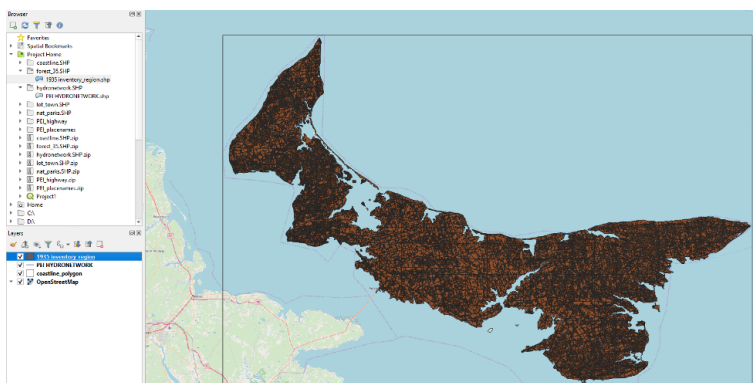 Browser
Favorites
Spatial Bookmarks
Project Home
coastline.SHP
forest_35.SHP
1935 inventory_region.shp
hydronetwork.SHP
PEI HYDRONETWORK.shp
lot_town.SHP
nat_parks.SHP
PEI_highway
PEI_placenames
coastline.SHP.zip
forest_35.SHP.zip
hydronetwork.SHP.zip
lot_town.SHP.zip
nat_parks.SHP.zip
PEI_highway.zip
PEI_placenames.zip
Project1
Home
C:\
D:\
Layers
1935 inventory_region
PEI HYDRONETWORK
coastline_polygon
OpenStreetMap